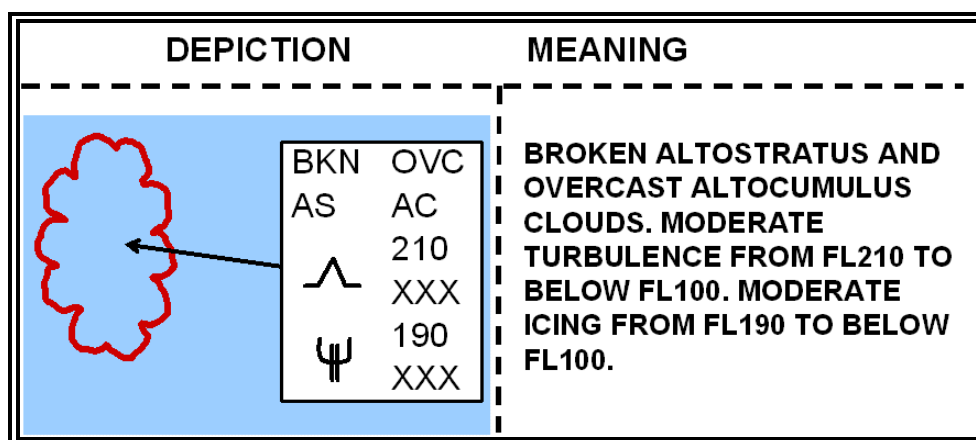 DEPICTION MEANING
BKN OVC
AS AC
210
XXX
190
XXX
BROKEN ALTOSTRATUS AND
OVERCAST ALTOCUMULUS
CLOUDS. MODERATE
TURBULENCE FROM FL210 TO
BELOW FL100. MODERATE
ICING FROM FL190 TO BELOW
FL100.